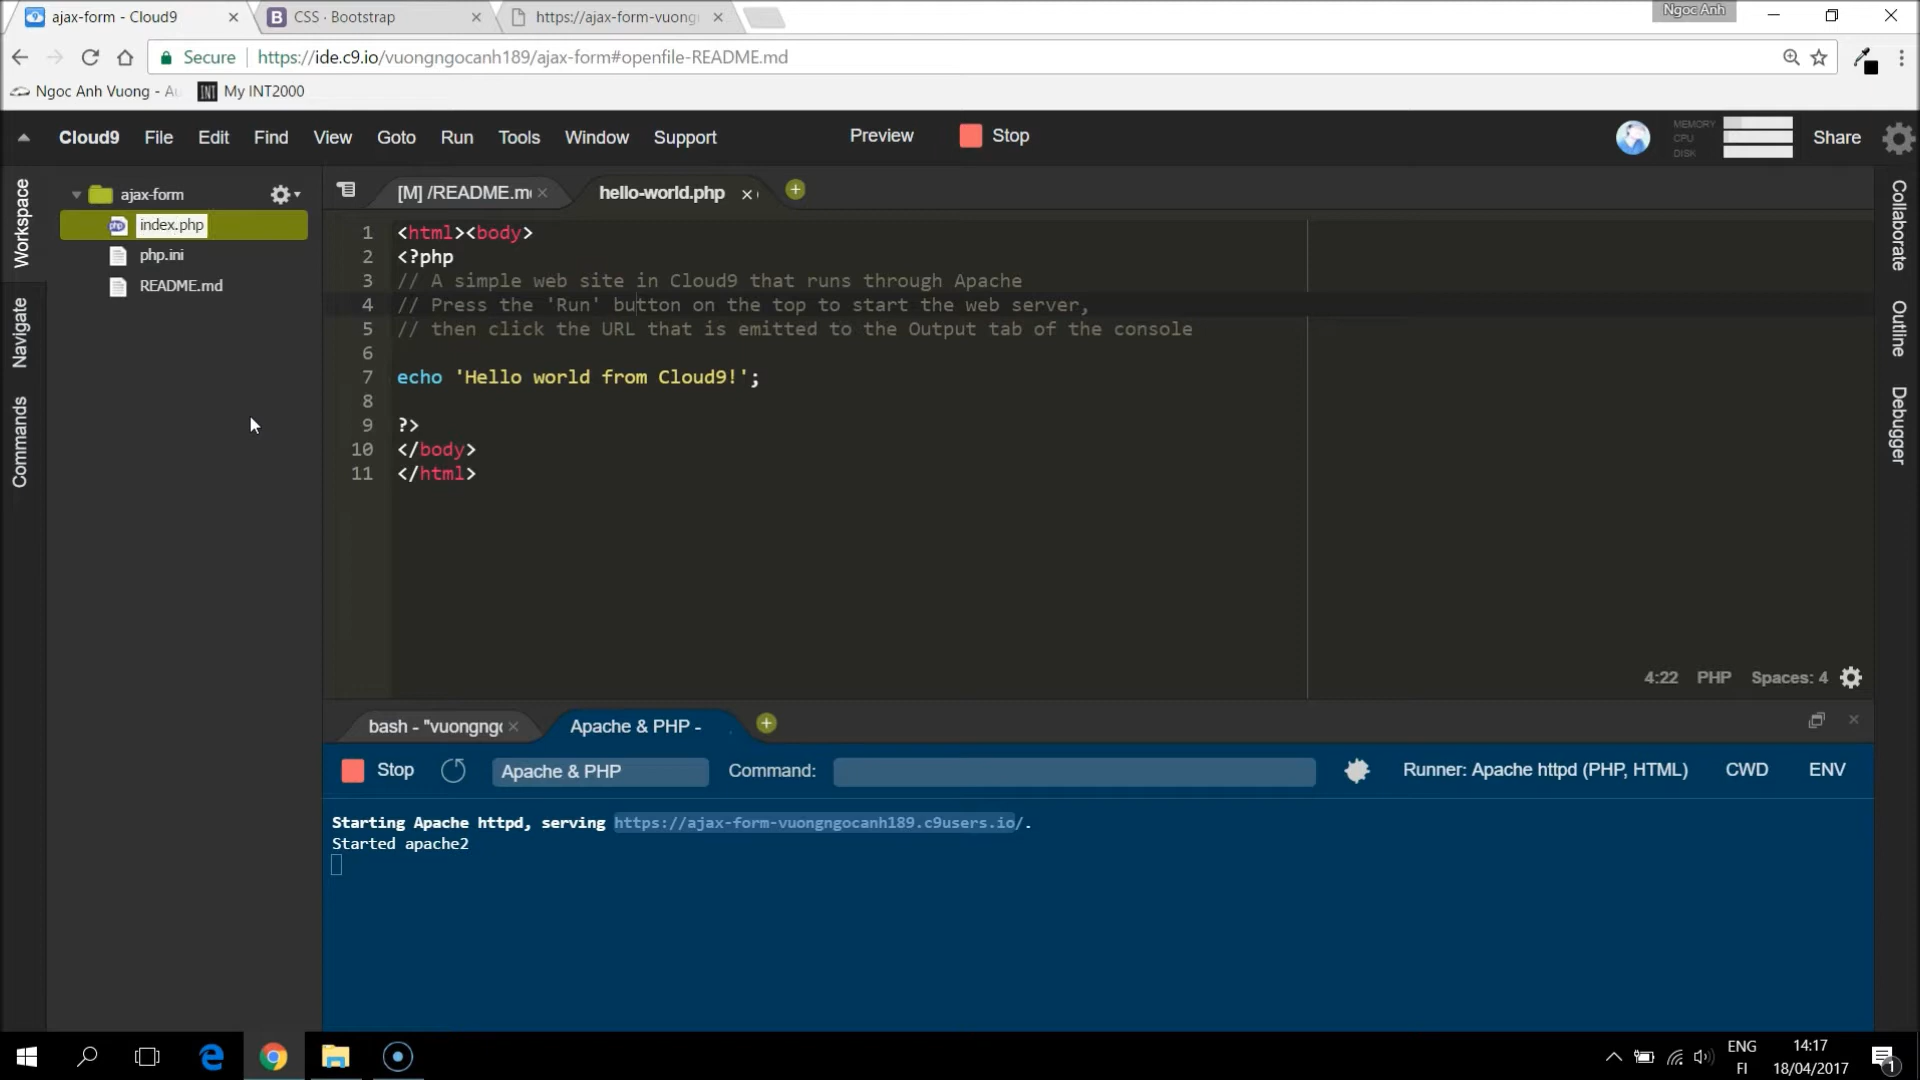 ajax-form - Cloud9
CSS · Bootstrap
https://ajax-form-vuong
Ngoc Anh
Secure
https://ide.c9.io/vuongngocanh189/ajax-form#openfile-README.md
Ngoc Anh Vuong - Au
INT
My INT2000
Cloud9 File Edit Find View Goto Run Tools Window Support
Preview
Stop
MEMORY
CPU
DISK
Share
Workspace
Navigate
Commands
ajax-form
index.php
php.ini
README.md
[M] /README.m
hello-world.php
1 <html><body>
2 <?php
3 // A simple web site in Cloud9 that runs through Apache
4 // Press the 'Run' button on the top to start the web server,
5 // then click the URL that is emitted to the Output tab of the console
6
7 echo 'Hello world from Cloud9!';
8
9 ?>
10 </body>
11 </html>
4:22 PHP Spaces: 4
Collaborate
Outline
Debugger
bash - "vuongngo
Apache & PHP -
Stop
Apache & PHP
Command:
Runner: Apache httpd (PHP, HTML)
CWD
ENV
Starting Apache httpd, serving https://ajax-form-vuongngocanh189.c9users.io/.
Started apache2
ENG
FI
14:17
18/04/2017
1